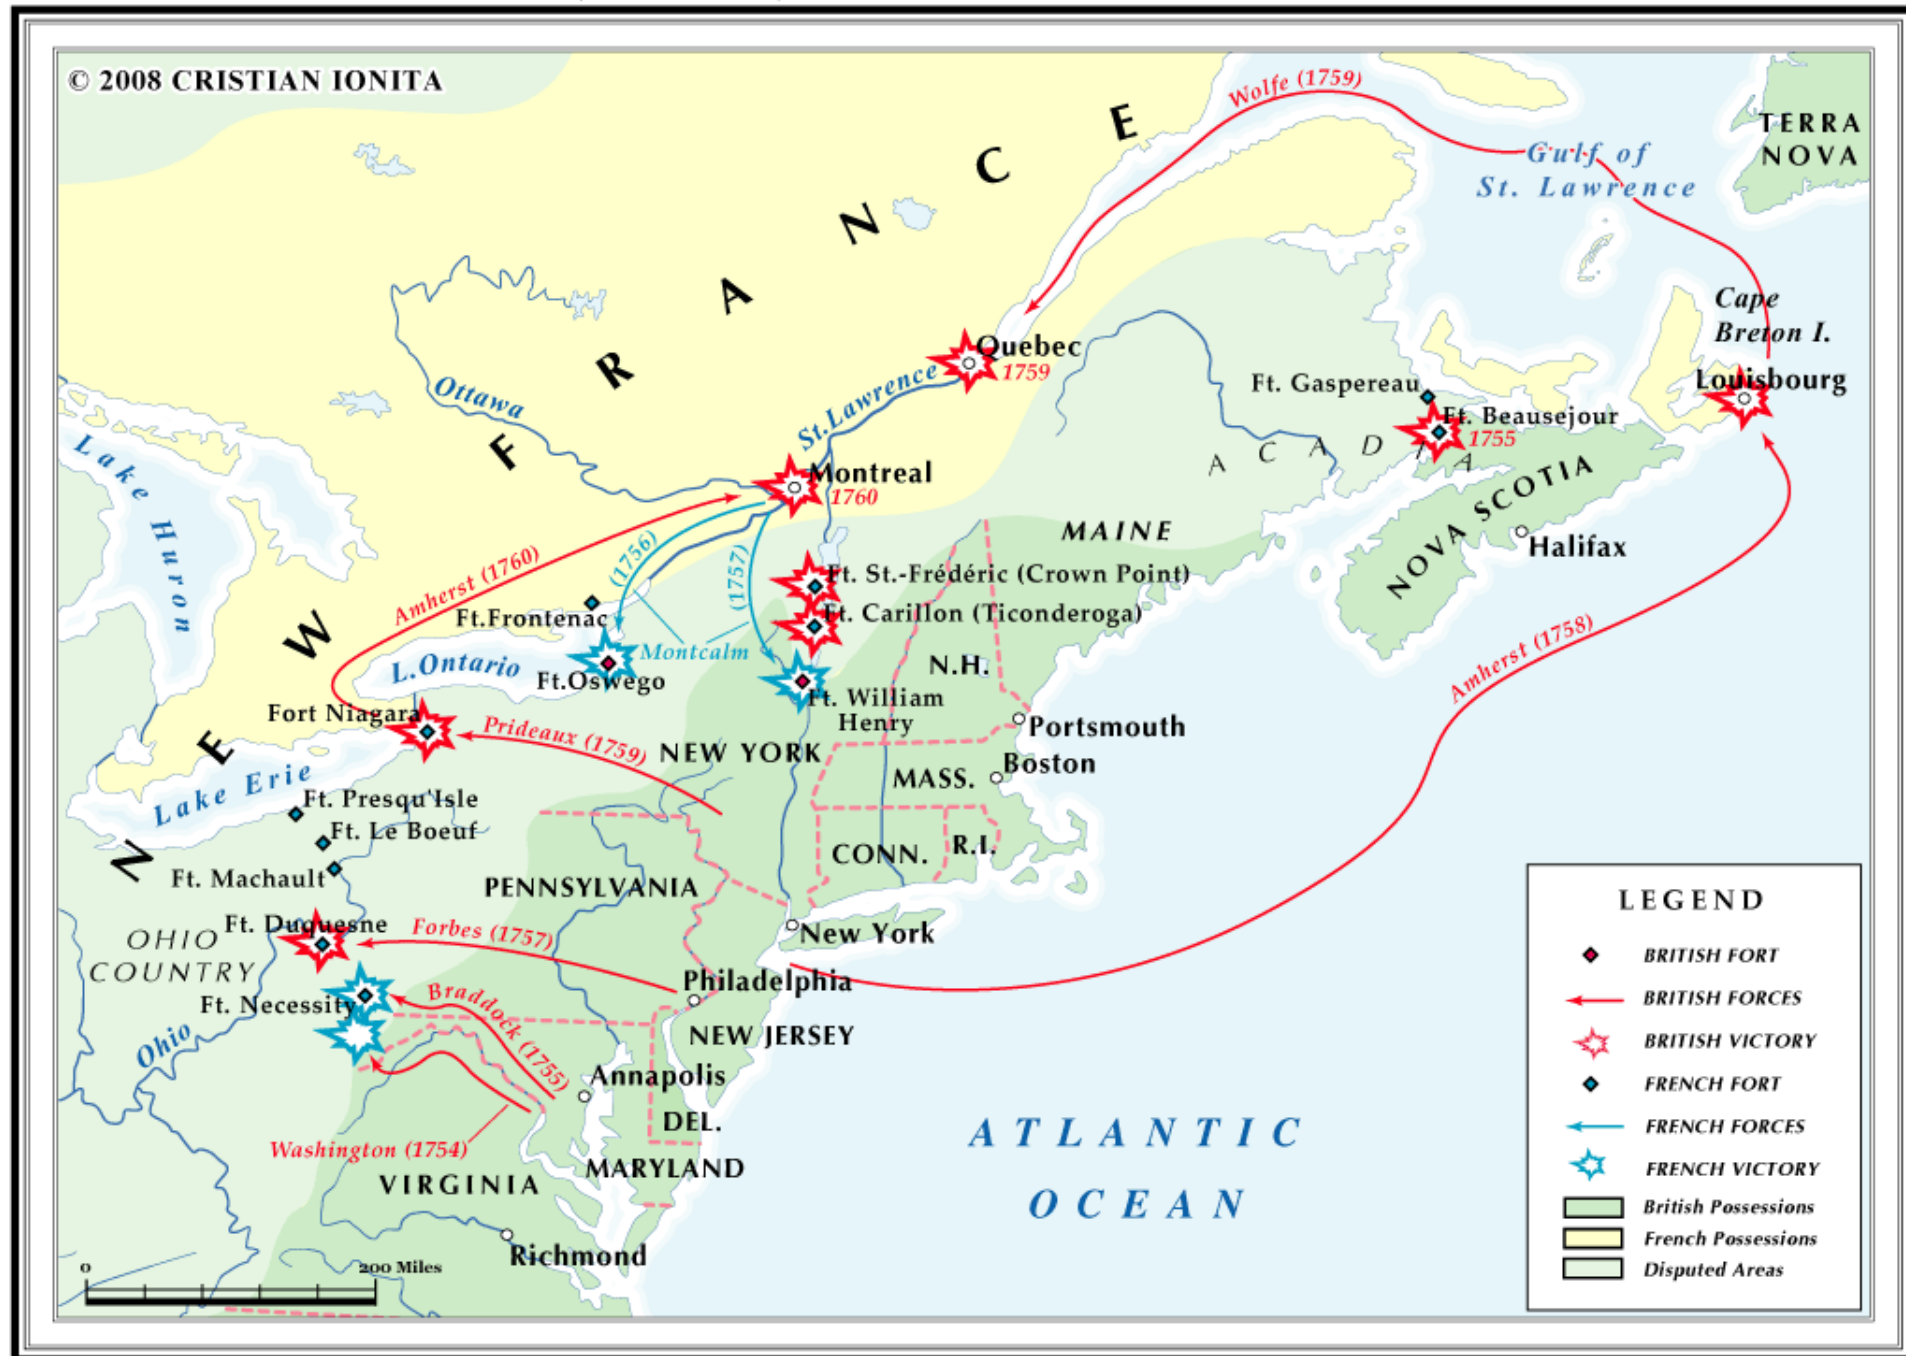 © 2008 CRISTIAN IONITA
NEW FRANCE
Wolfe (1759)
TERRA
NOVA
Gulf of
St. Lawrence
Cape
Breton I.
Louisbourg
Quebec
1759
Ft. Gaspereau
Ft. Beausejour
1755
ACADIA
Ottawa
St.Lawrence
Montreal
1760
Lake Huron
MAINE
NOVA SCOTIA
Halifax
Amherst (1760)
(1756)
(1757)
Ft. St.-Frédéric (Crown Point)
Ft. Carillon (Ticonderoga)
Ft.Frontenac
Montcalm
L.Ontario
Ft.Oswego
N.H.
Amherst (1758)
Ft. William
Henry
Fort Niagara
Prideaux (1759)
NEW YORK
Portsmouth
Boston
MASS.
Lake Erie
Ft. Presqu'Isle
Ft. Le Boeuf
CONN.
R.I.
Ft. Machault
PENNSYLVANIA
Ft. Duquesne
OHIO
COUNTRY
Forbes (1757)
New York
Philadelphia
Ft. Necessity
Braddock (1755)
NEW JERSEY
Ohio
Annapolis
DEL.
Washington (1754)
MARYLAND
VIRGINIA
ATLANTIC
OCEAN
Richmond
0
200 Miles
LEGEND
BRITISH FORT
BRITISH FORCES
BRITISH VICTORY
FRENCH FORT
FRENCH FORCES
FRENCH VICTORY
British Possessions
French Possessions
Disputed Areas